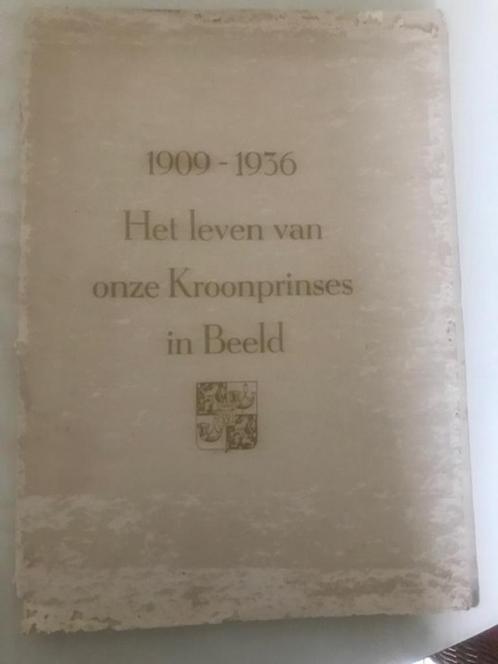 1909 - 1936
Het leven van
onze Kroonprinses
in Beeld